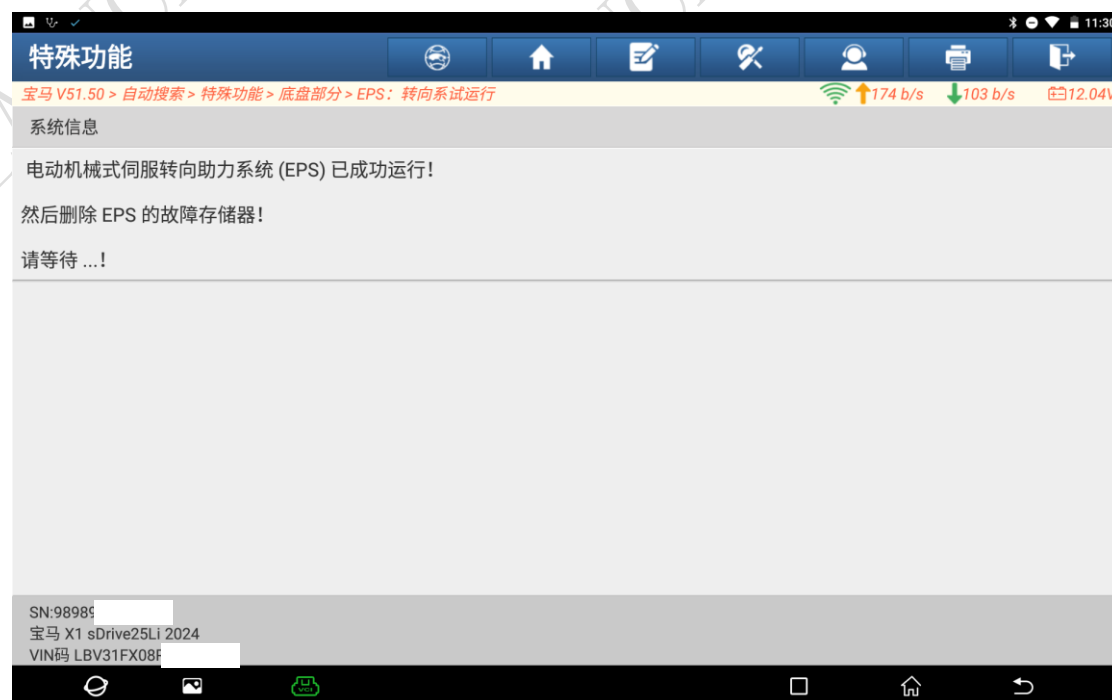 11:30
特殊功能
宝马 V51.50 > 自动搜索 > 特殊功能 > 底盘部分 > EPS：转向系试运行
174 b/s 103 b/s 12.04V
系统信息
电动机械式伺服转向助力系统 (EPS) 已成功运行！
然后删除 EPS 的故障存储器！
请等待 ...！
SN:98989
宝马 X1 sDrive25Li 2024
VIN码 LBV31FX08
VCI